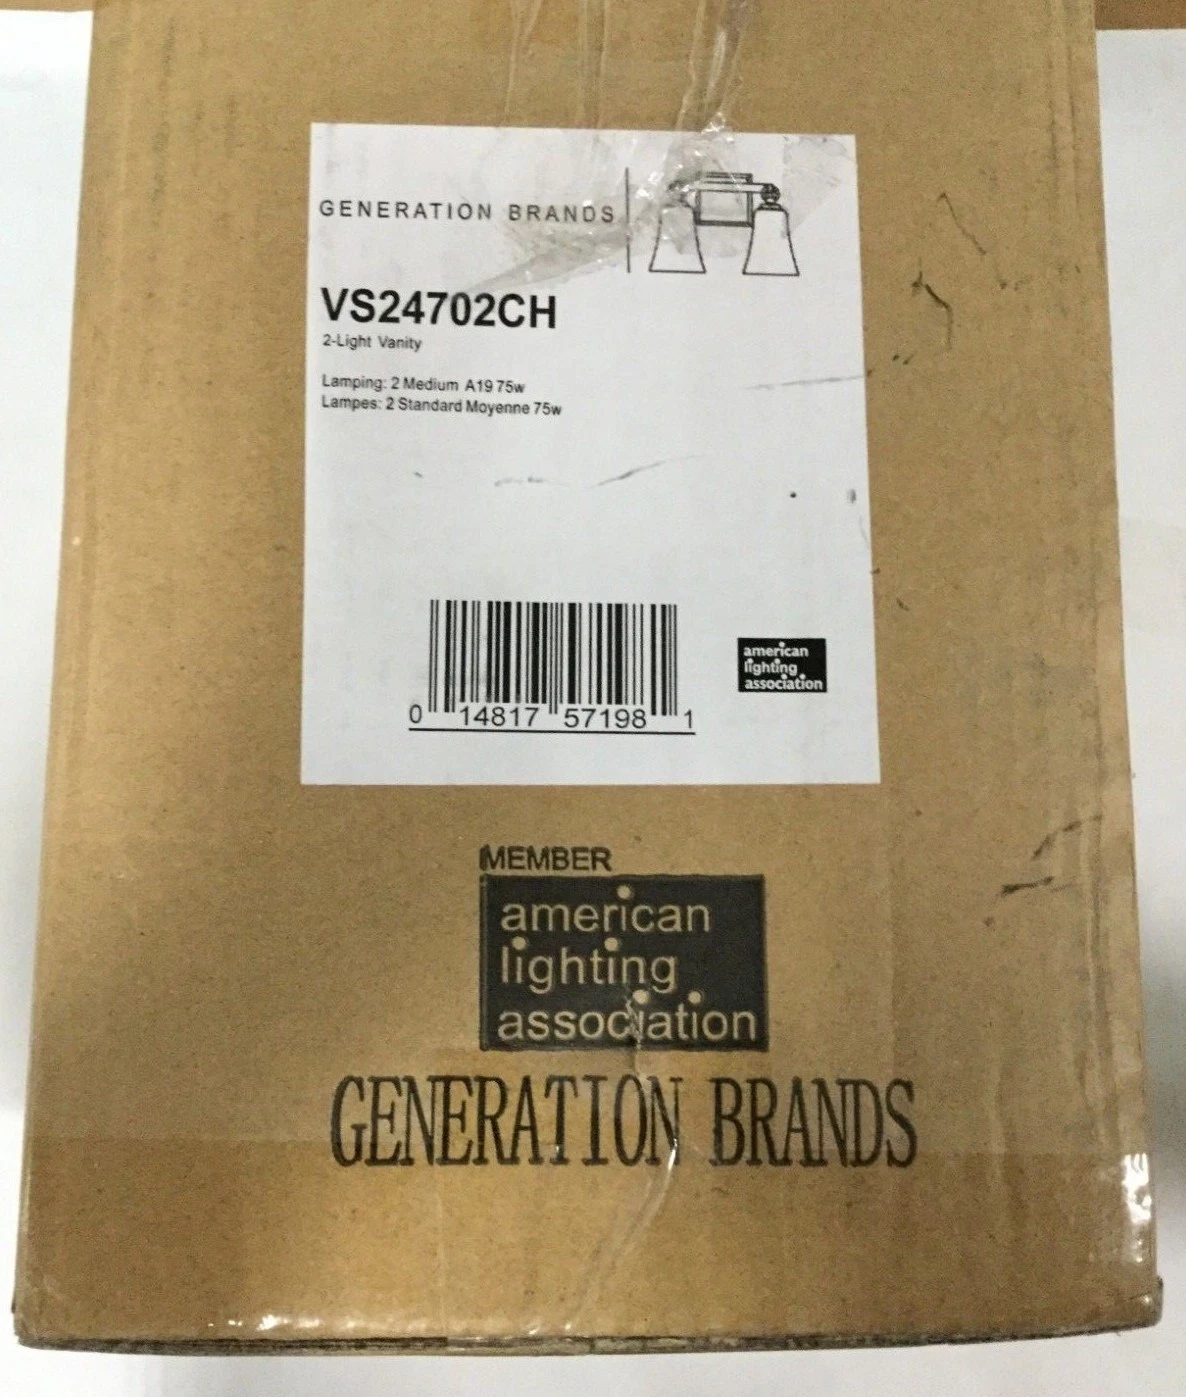 GENERATION BRANDS
VS24702CH
2-Light Vanity
Lamping: 2 Medium A19 75w
Lampes: 2 Standard Moyenne 75w
0 14817 57198 1
american
lighting
association
MEMBER
american
lighting
association
GENERATION BRANDS